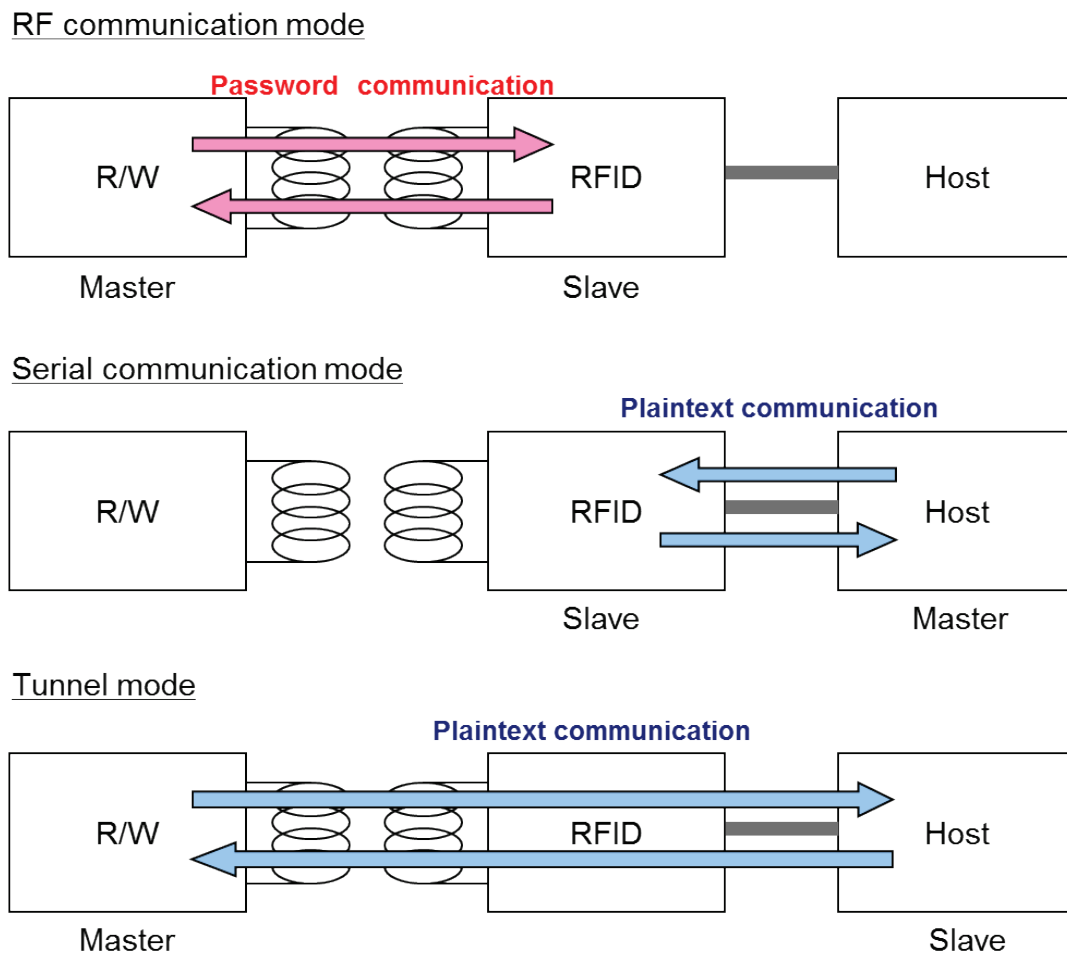 RF communication mode
Password communication
R/W
RFID
Host
Master
Slave
Serial communication mode
Plaintext communication
R/W
RFID
Host
Slave
Master
Tunnel mode
Plaintext communication
R/W
RFID
Host
Master
Slave